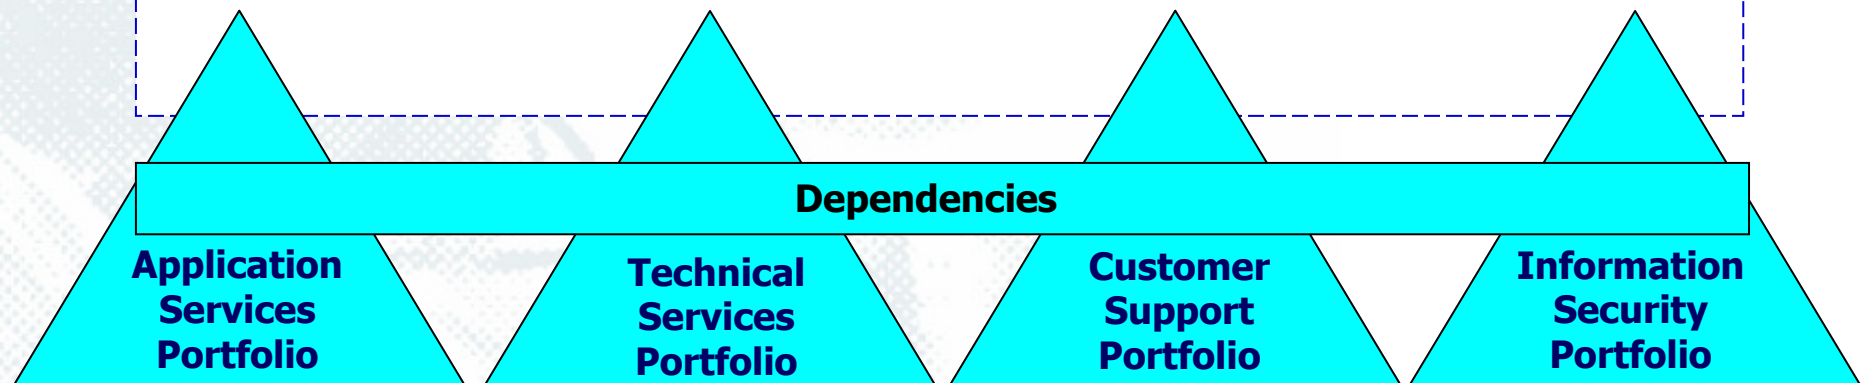 Dependencies
Application
Services
Portfolio
Technical
Services
Portfolio
Customer
Support
Portfolio
Information
Security
Portfolio